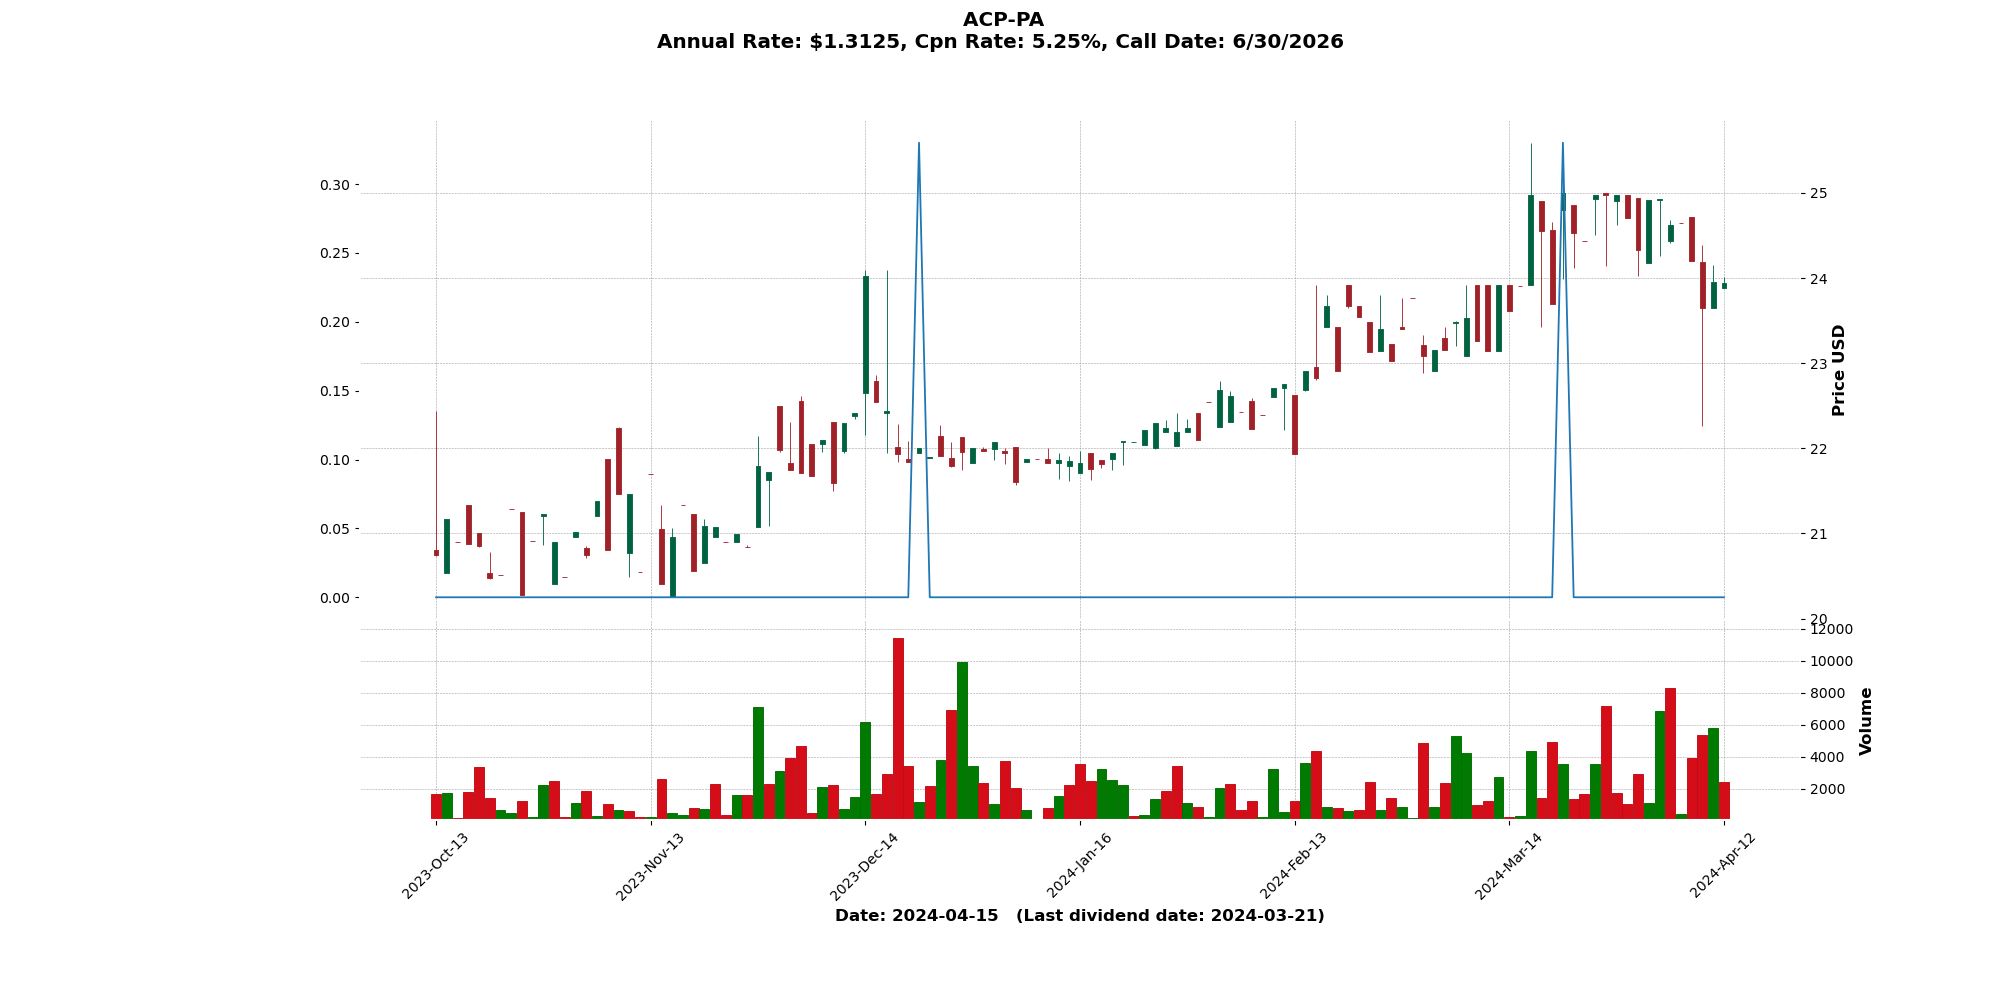 ACP-PA
Annual Rate: $1.3125, Cpn Rate: 5.25%, Call Date: 6/30/2026
0.30
0.25
0.20
0.15
0.10
0.05
0.00
25
24
23
22
21
20
Price USD
12000
10000
8000
6000
4000
2000
Volume
2023-Oct-13
2023-Nov-13
2023-Dec-14
2024-Jan-16
2024-Feb-13
2024-Mar-14
2024-Apr-12
Date: 2024-04-15   (Last dividend date: 2024-03-21)